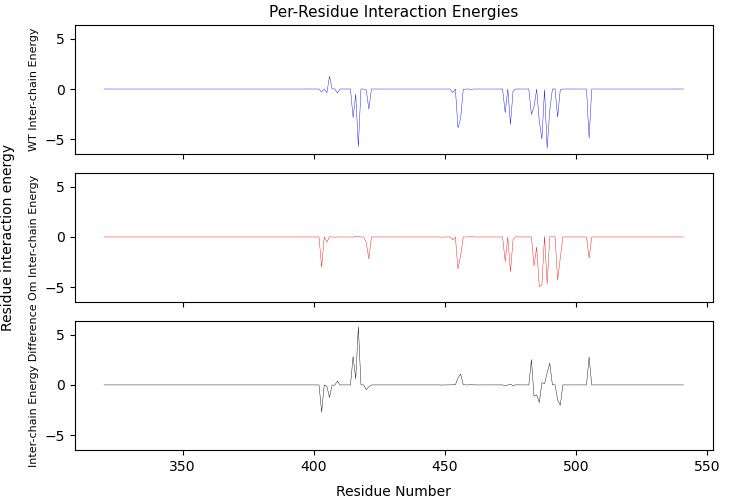 Per-Residue Interaction Energies
Residue interaction energy
WT Inter-chain Energy
5
0
−5
Om Inter-chain Energy
5
0
−5
Inter-chain Energy Difference
5
0
−5
350
400
450
500
550
Residue Number